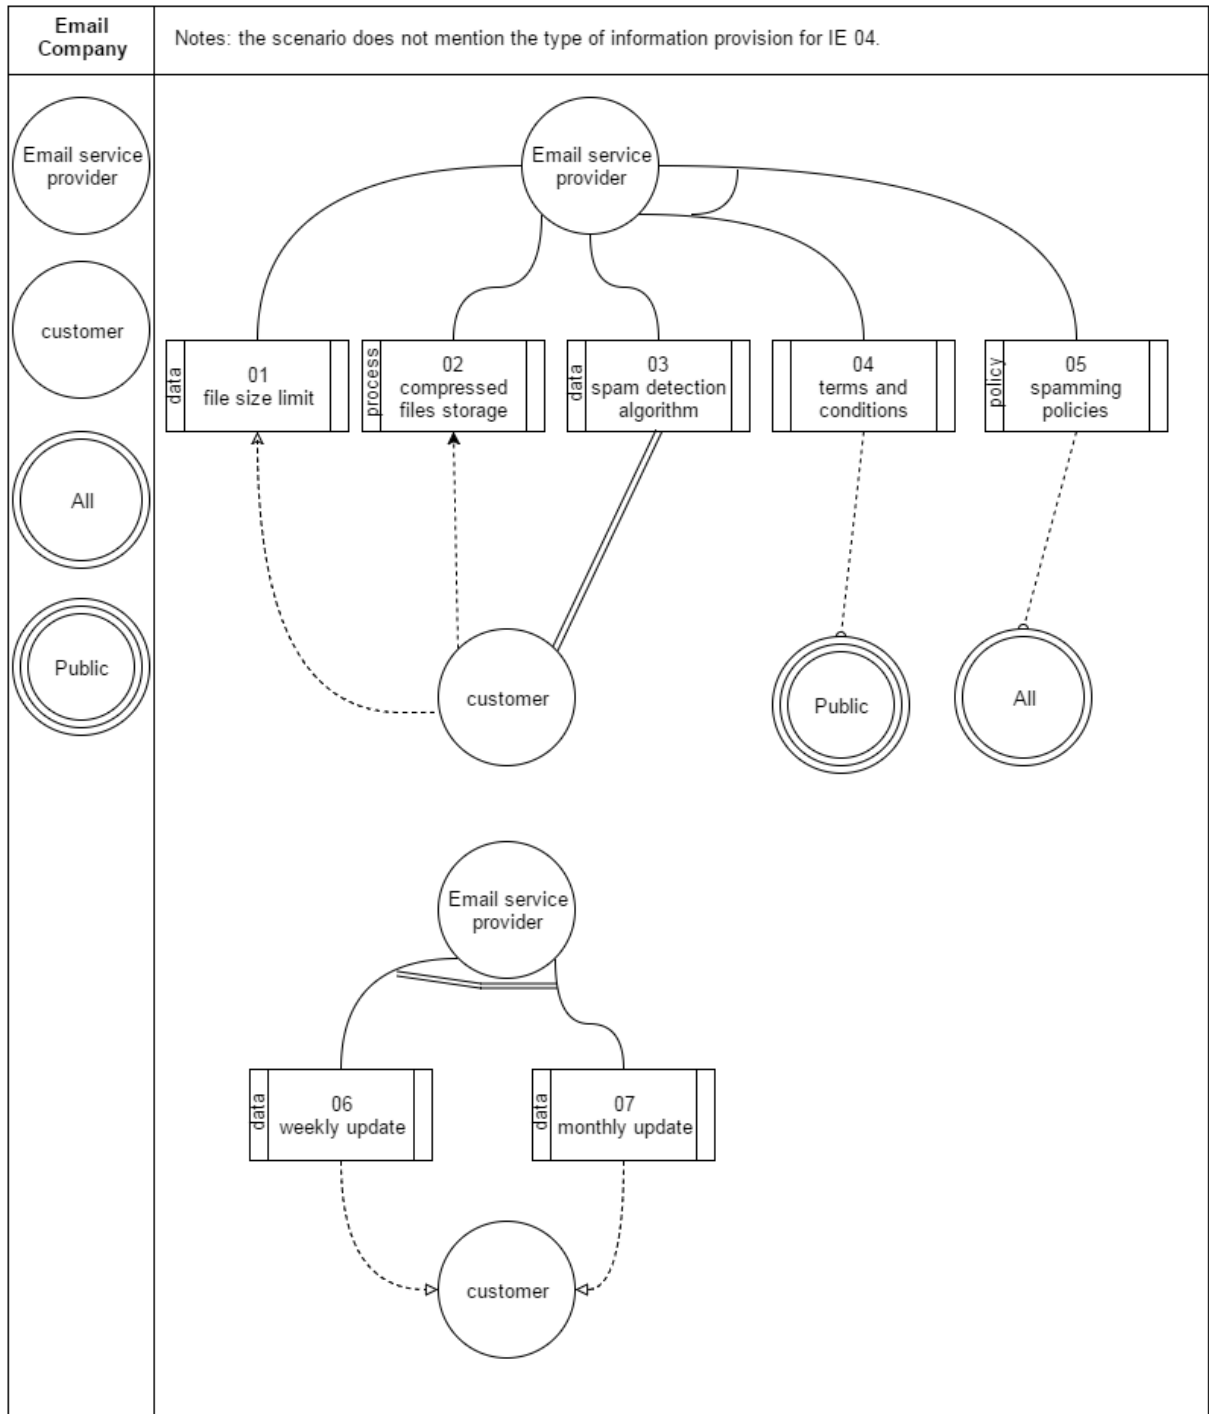 Email
Company
Notes: the scenario does not mention the type of information provision for IE 04.
Email service
provider
customer
All
Public
Email service
provider
data
01
file size limit
process
02
compressed
files storage
data
03
spam detection
algorithm
04
terms and
conditions
policy
05
spamming
policies
customer
Public
All
Email service
provider
data
06
weekly update
data
07
monthly update
customer